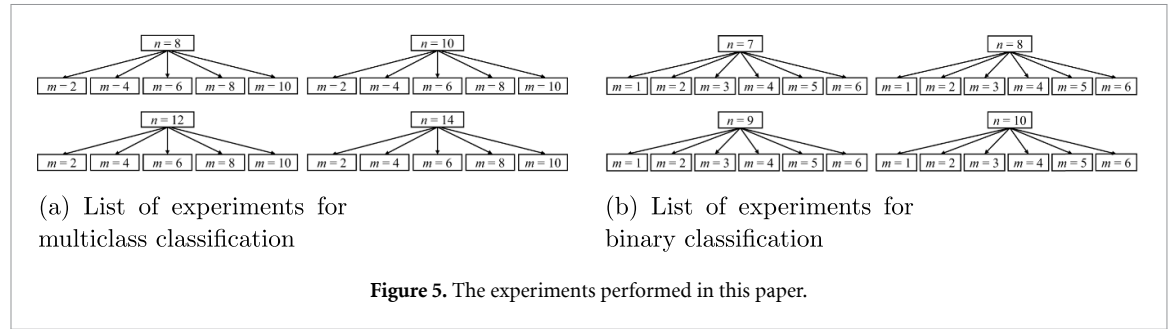 n = 8
n = 10
m − 2 m − 4 m − 6 m − 8 m − 10
m − 2 m − 4 m − 6 m − 8 m − 10
n = 12
n = 14
m = 2 m = 4 m = 6 m = 8 m = 10
m = 2 m = 4 m = 6 m = 8 m = 10
(a) List of experiments for
multiclass classification
n = 7
n = 8
m = 1 m = 2 m = 3 m = 4 m = 5 m = 6
m = 1 m = 2 m = 3 m = 4 m = 5 m = 6
n = 9
n = 10
m = 1 m = 2 m = 3 m = 4 m = 5 m = 6
m = 1 m = 2 m = 3 m = 4 m = 5 m = 6
(b) List of experiments for
binary classification
Figure 5. The experiments performed in this paper.